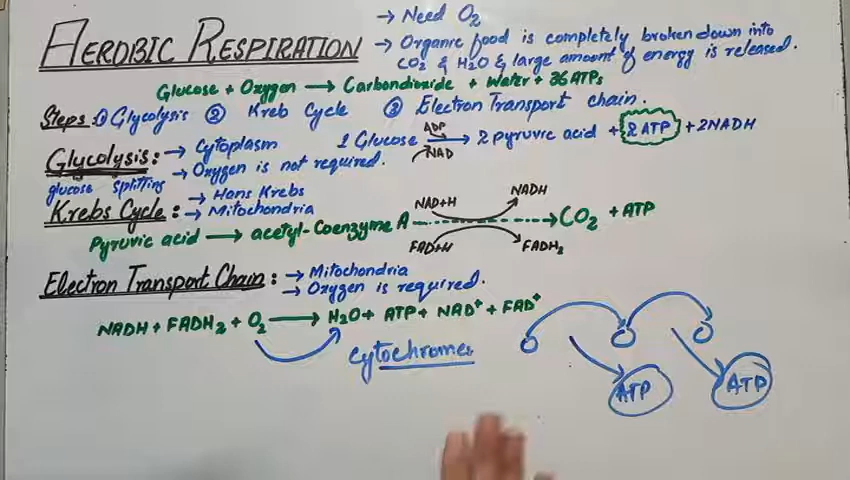 AEROBIC RESPIRATION
→ Need O2
→ Organic food is completely broken down into
CO2 & H2O & large amount of energy is released.
Glucose + Oxygen → Carbondioxide + Water + 36 ATPs
Steps ① Glycolysis ② Kreb Cycle ③ Electron Transport chain.
Glycolysis: → Cytoplasm
→ Oxygen is not required.
glucose splitting
1 Glucose → 2 pyruvic acid + 2 ATP + 2NADH
ADP
NAD
Krebs Cycle: → Hans Krebs
→ Mitochondria
Pyruvic acid → acetyl-Coenzyme A → CO2 + ATP
NAD+H NADH
FAD+H FADH2
Electron Transport Chain: → Mitochondria
→ Oxygen is required.
NADH + FADH2 + O2 → H2O + ATP + NAD+ + FAD+
Cytochromes
ATP ATP